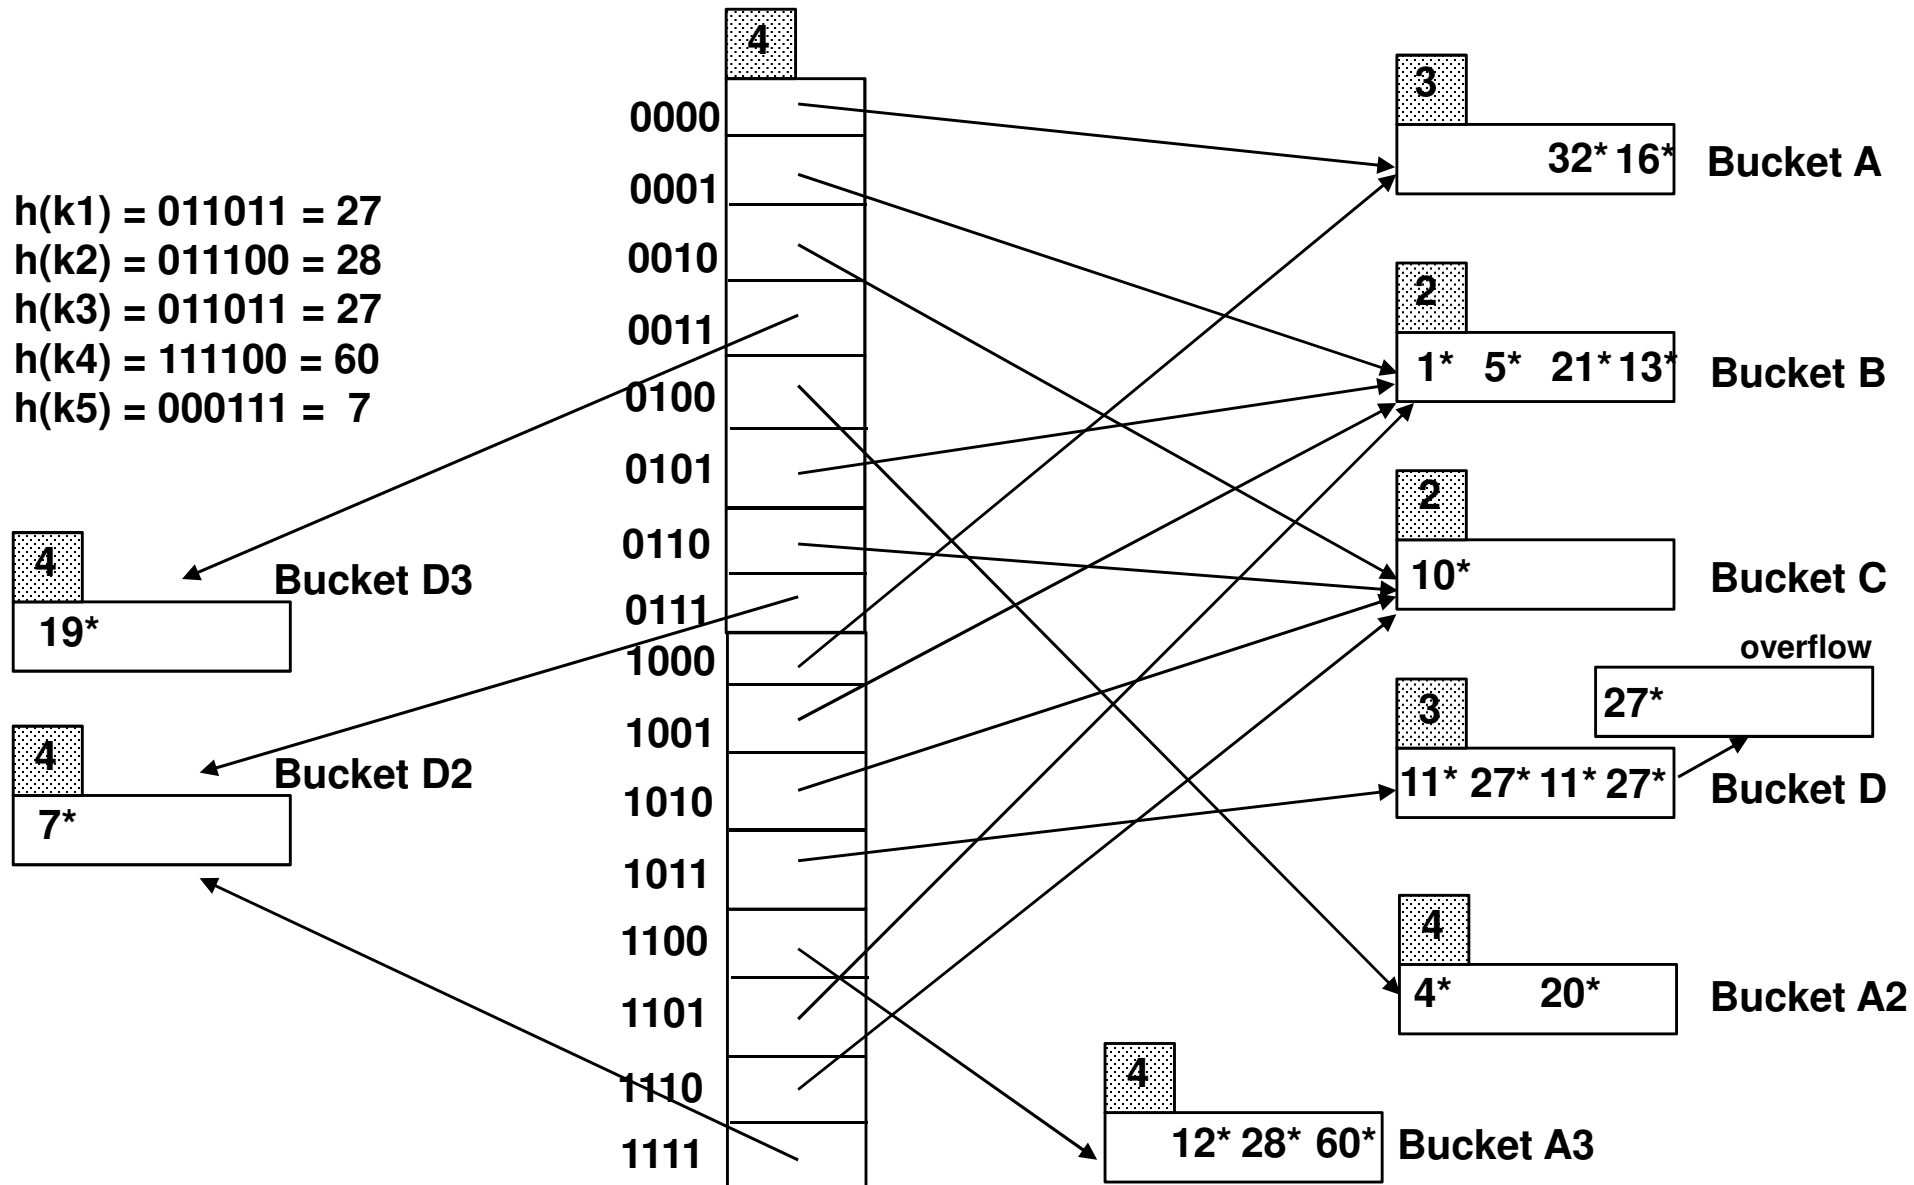 4
0000
0001
0010
0011
0100
0101
0110
0111
1000
1001
1010
1011
1100
1101
1110
1111
h(k1) = 011011 = 27
h(k2) = 011100 = 28
h(k3) = 011011 = 27
h(k4) = 111100 = 60
h(k5) = 000111 = 7
4
Bucket D3
19*
4
Bucket D2
7*
3
32* 16*
Bucket A
2
1* 5* 21* 13*
Bucket B
2
10*
Bucket C
overflow
27*
3
11* 27* 11* 27*
Bucket D
4
4* 20*
Bucket A2
4
12* 28* 60*
Bucket A3